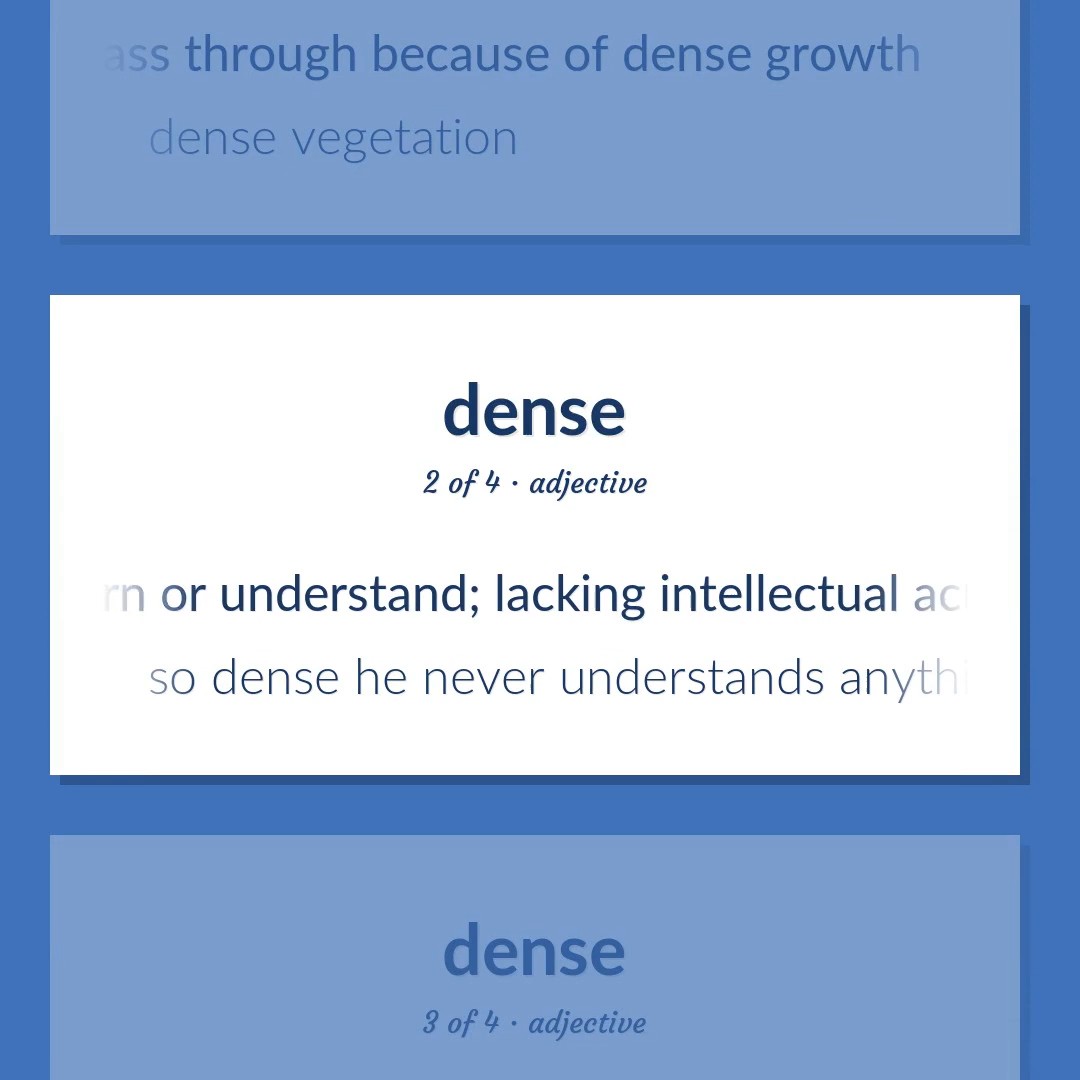 through because of dense growth
dense vegetation
dense
2 of 4 · adjective
or understand; lacking intellectual
so dense he never understands
dense
3 of 4 · adjective